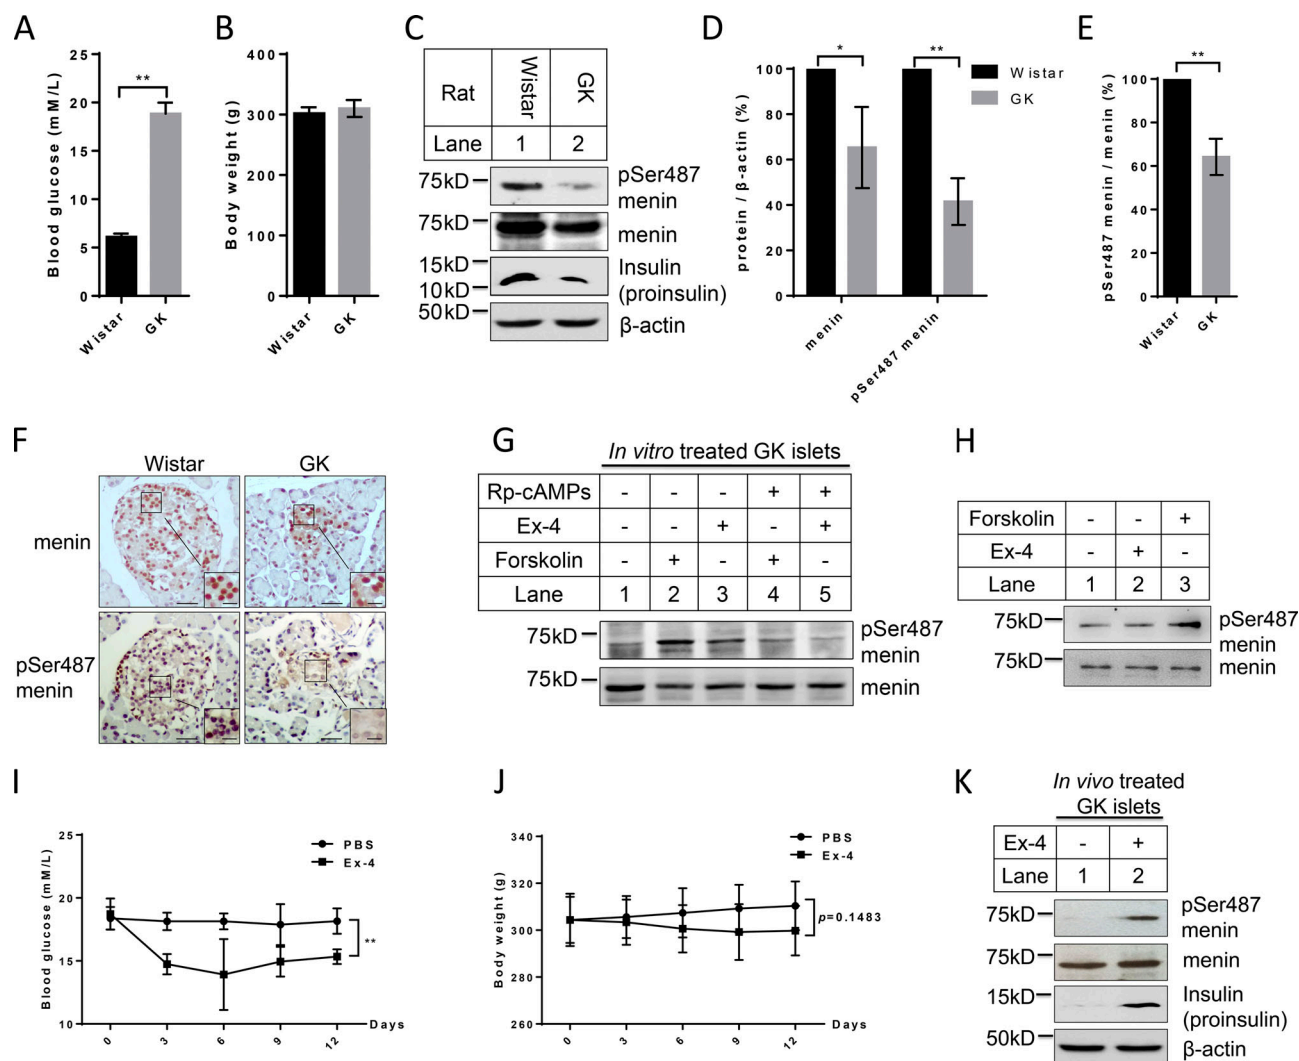 A
Blood glucose (mM/L)
25
20
15
10
5
0
**
Wistar
GK
B
Body weight (g)
400
300
200
100
0
Wistar
GK
C
Rat Wistar GK
Lane 1 2
75kD pSer487
menin
75kD menin
15kD Insulin
10kD (proinsulin)
50kD β-actin
D
protein / β-actin (%)
100
80
60
40
20
0
*
**
menin
pSer487 menin
Wistar
GK
E
pSer487 menin / menin (%)
100
80
60
40
20
0
**
Wistar
GK
F
Wistar GK
menin
pSer487
menin
G
In vitro treated GK islets
Rp-cAMPs - - - + +
Ex-4 - - + - +
Forskolin - + - + -
Lane 1 2 3 4 5
75kD pSer487
menin
75kD menin
H
Forskolin - - +
Ex-4 - + -
Lane 1 2 3
75kD pSer487
menin
75kD menin
I
Blood glucose (mM/L)
25
20
15
10
PBS
Ex-4
**
0 3 6 9 12 Days
J
Body weight (g)
340
320
300
280
260
PBS
Ex-4
p=0.1483
0 3 6 9 12 Days
K
In vivo treated
GK islets
Ex-4 - +
Lane 1 2
75kD pSer487
menin
75kD menin
15kD Insulin
(proinsulin)
50kD β-actin